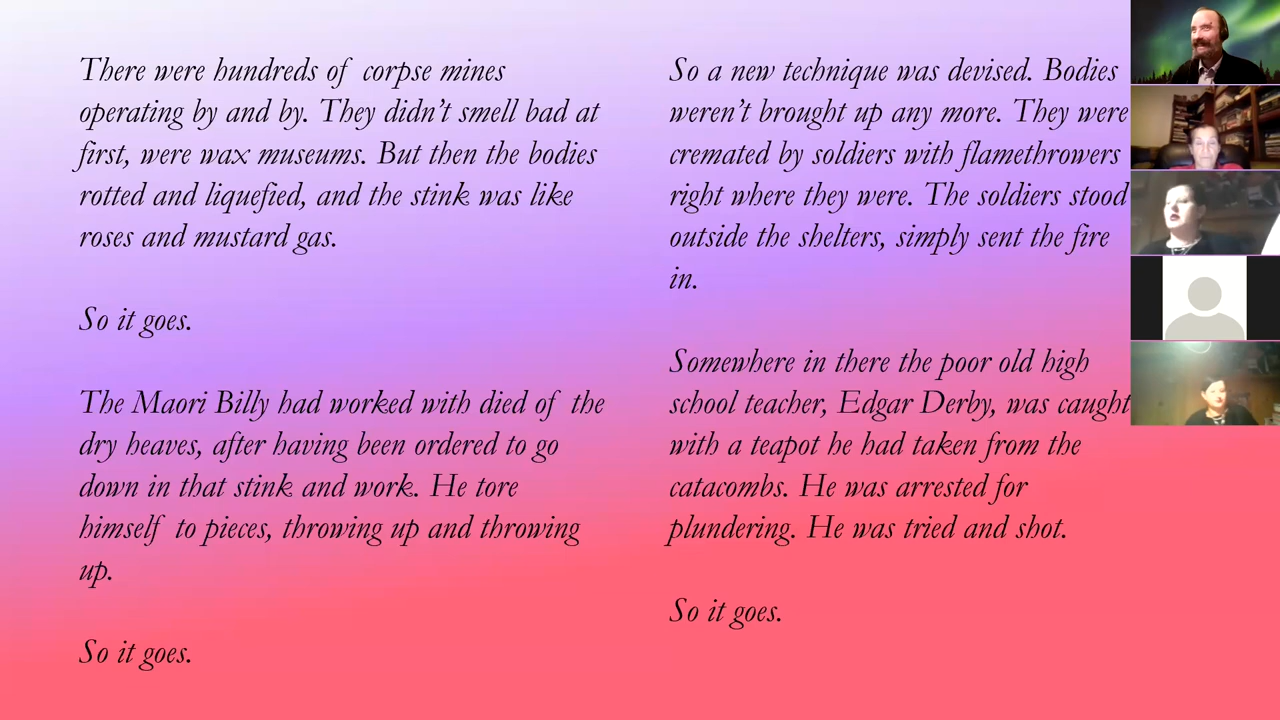 There were hundreds of corpse mines
operating by and by. They didn’t smell bad at
first, were wax museums. But then the bodies
rotted and liquefied, and the stink was like
roses and mustard gas.
So it goes.
The Maori Billy had worked with died of the
dry heaves, after having been ordered to go
down in that stink and work. He tore
himself to pieces, throwing up and throwing
up.
So it goes.
So a new technique was devised. Bodies
weren’t brought up any more. They were
cremated by soldiers with flamethrowers
right where they were. The soldiers stood
outside the shelters, simply sent the fire
in.
Somewhere in there the poor old high
school teacher, Edgar Derby, was caught
with a teapot he had taken from the
catacombs. He was arrested for
plundering. He was tried and shot.
So it goes.